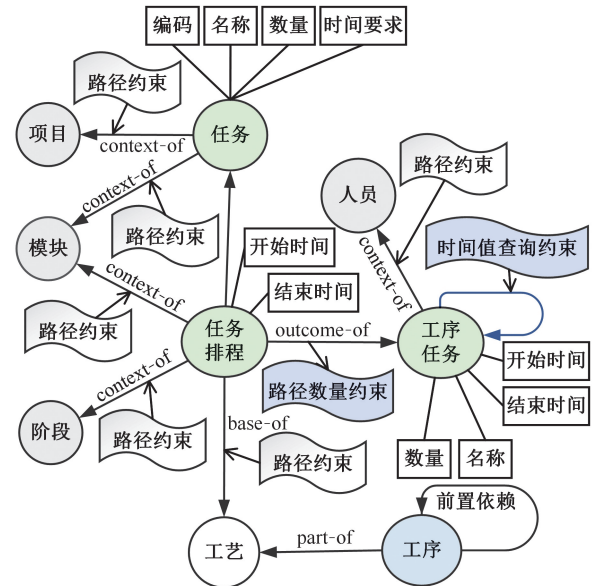 编码 名称 数量 时间要求
路径约束
项目
context-of
任务
路径约束
context-of
路径约束
人员
路径约束
context-of
时间值查询约束
模块
context-of
路径约束
开始时间
结束时间
任务
排程
outcome-of
路径数量约束
工序
任务
开始时间
结束时间
数量
名称
context-of
路径约束
阶段
base-of
路径约束
前置依赖
工艺
part-of
工序